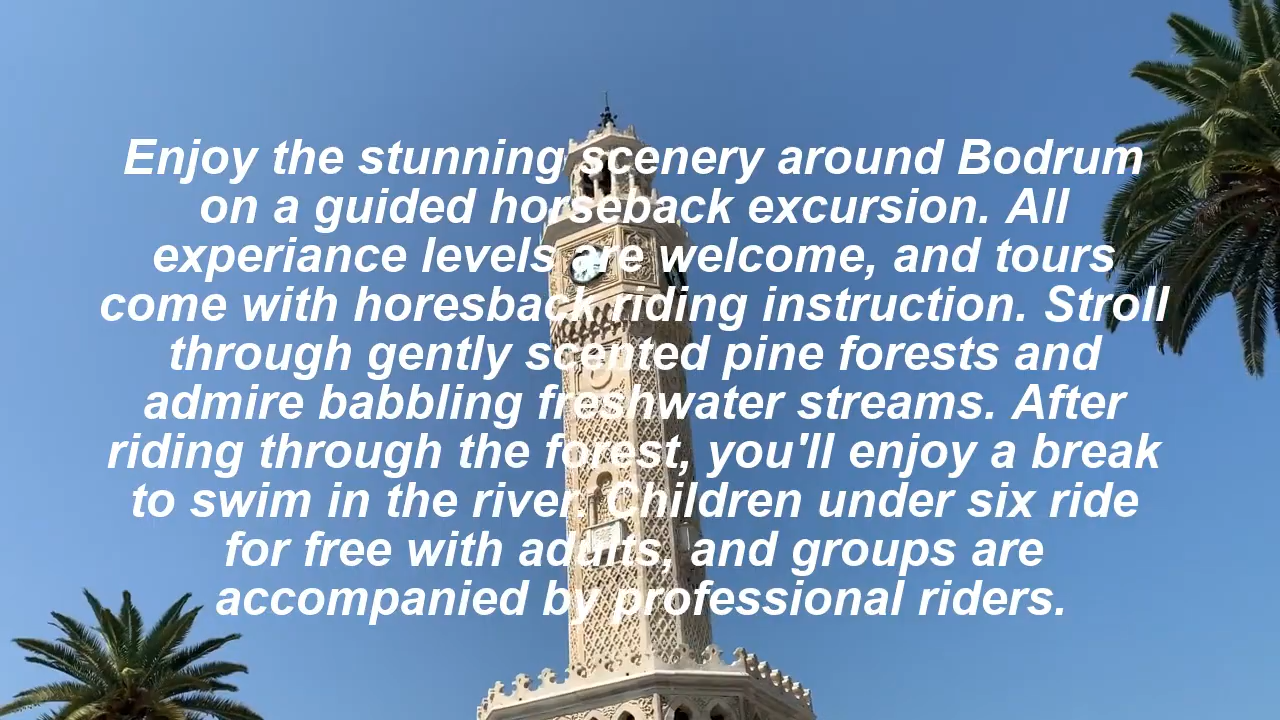 Enjoy the stunning scenery around Bodrum
on a guided horseback excursion. All
experiance levels are welcome, and tours
come with horesback riding instruction. Stroll
through gently scented pine forests and
admire babbling freshwater streams. After
riding through the forest, you'll enjoy a break
to swim in the river. Children under six ride
for free with adults, and groups are
accompanied by professional riders.